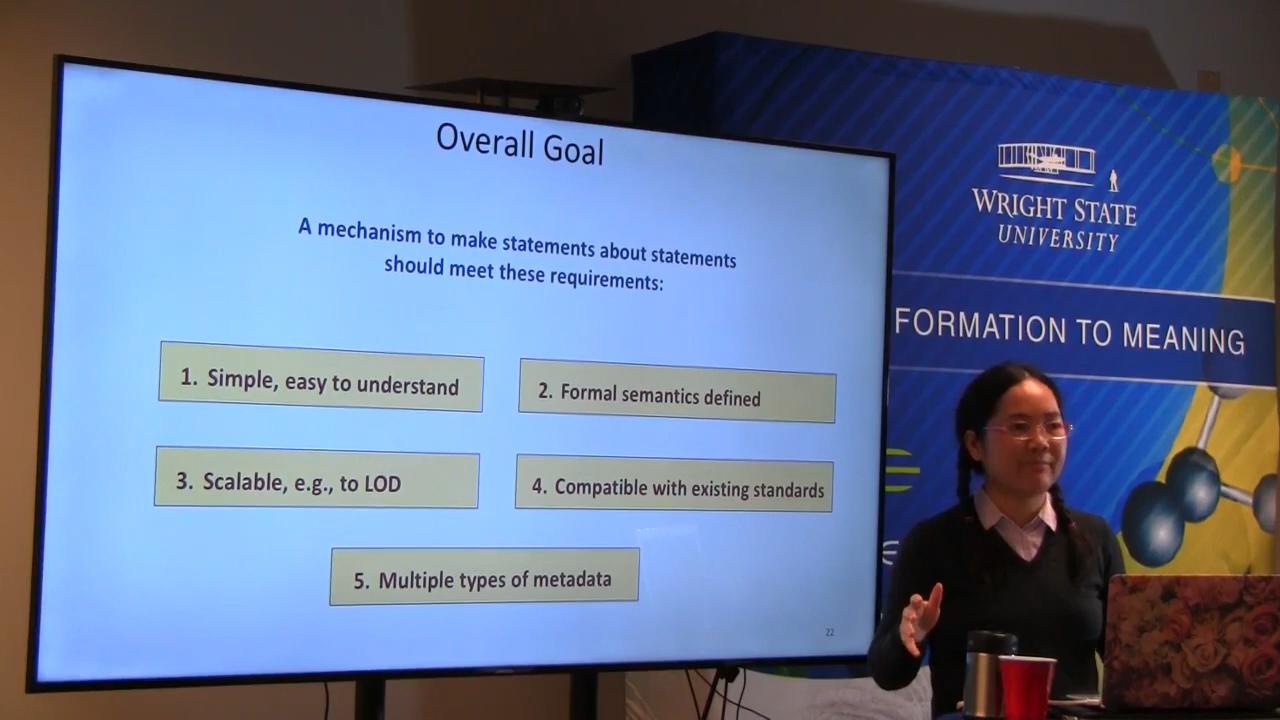 Overall Goal
A mechanism to make statements about statements
should meet these requirements:
1. Simple, easy to understand
2. Formal semantics defined
3. Scalable, e.g., to LOD
4. Compatible with existing standards
5. Multiple types of metadata
22
WRIGHT STATE
UNIVERSITY
FORMATION TO MEANING